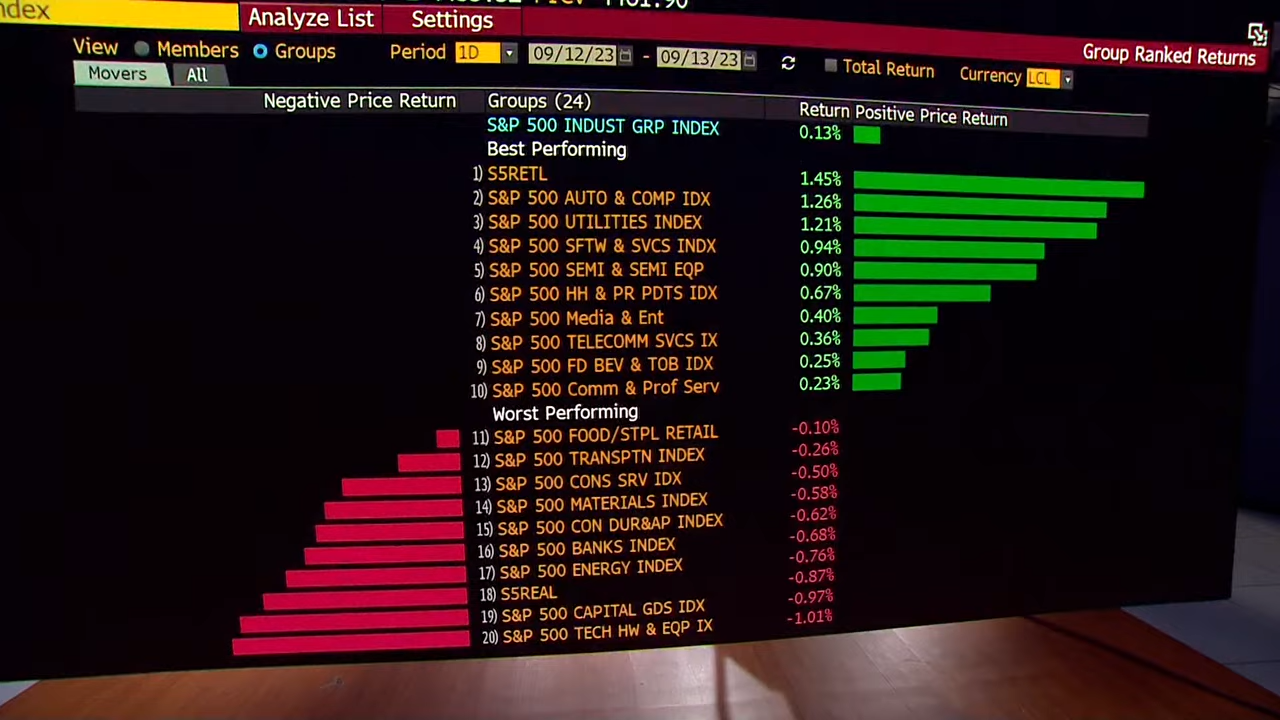 Analyze List Settings
View Members Groups Period 1D 09/12/23 - 09/13/23 Total Return Currency LCL Group Ranked Returns
Movers All
Negative Price Return Groups (24) Return Positive Price Return
S&P 500 INDUST GRP INDEX 0.13%
Best Performing
1) S5RETL 1.45%
2) S&P 500 AUTO & COMP IDX 1.26%
3) S&P 500 UTILITIES INDEX 1.21%
4) S&P 500 SFTW & SVCS INDX 0.94%
5) S&P 500 SEMI & SEMI EQP 0.90%
6) S&P 500 HH & PR PDTS IDX 0.67%
7) S&P 500 Media & Ent 0.40%
8) S&P 500 TELECOMM SVCS IX 0.36%
9) S&P 500 FD BEV & TOB IDX 0.25%
10) S&P 500 Comm & Prof Serv 0.23%
Worst Performing
11) S&P 500 FOOD/STPL RETAIL -0.10%
12) S&P 500 TRANSPTN INDEX -0.26%
13) S&P 500 CONS SRV IDX -0.50%
14) S&P 500 MATERIALS INDEX -0.58%
15) S&P 500 CON DUR&AP INDEX -0.62%
16) S&P 500 BANKS INDEX -0.68%
17) S&P 500 ENERGY INDEX -0.76%
18) S5REAL -0.87%
19) S&P 500 CAPITAL GDS IDX -0.97%
20) S&P 500 TECH HW & EQP IX -1.01%